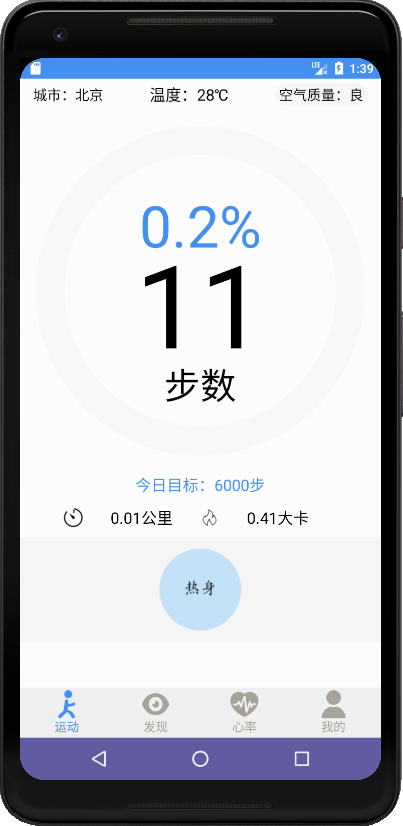 LTE 1:39
城市：北京 温度：28℃ 空气质量：良
0.2%
11
步数
今日目标：6000步
0.01公里 0.41大卡
热身
运动 发现 心率 我的